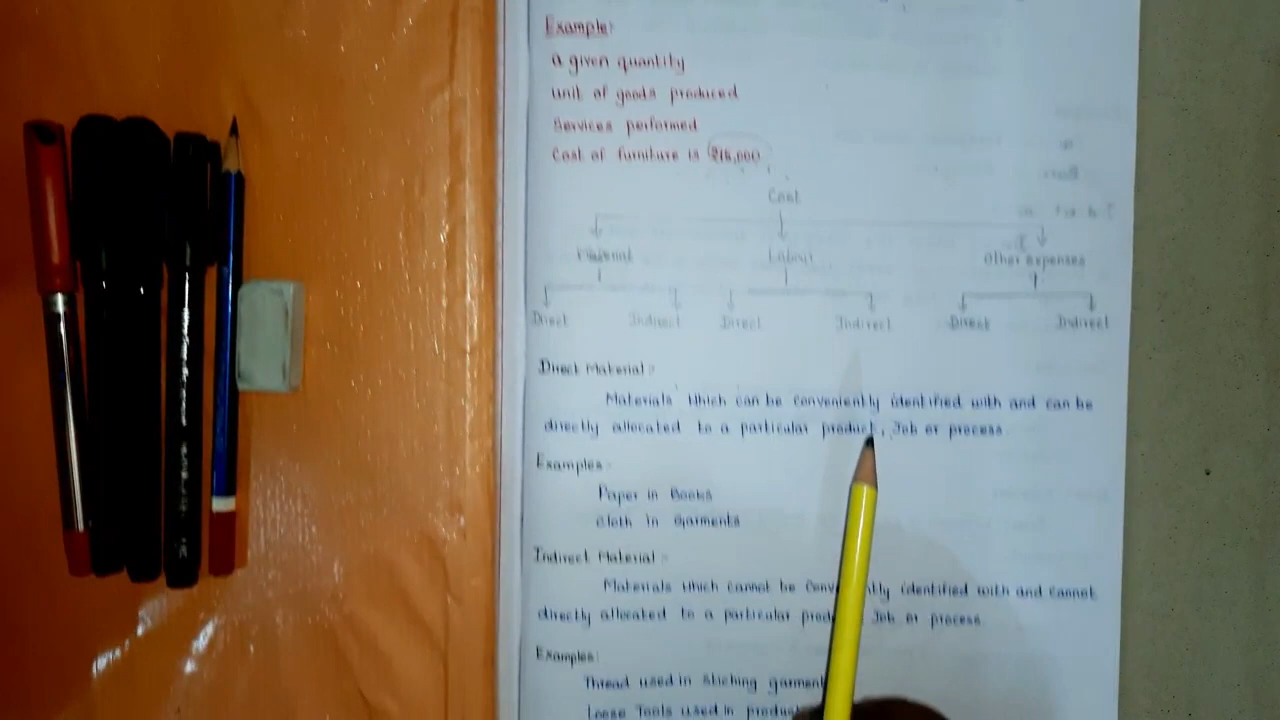 Example:
a given quantity
unit of goods produced
Services performed
Cost of furniture is ₹15,000
Cost
Material Labour Other expenses
Direct Indirect Direct Indirect Direct Indirect
Direct Material :-
Materials which can be conveniently identified with and can be
directly allocated to a particular product, Job or process
Examples :-
Paper in Books
Cloth in Garments
Indirect Material :-
Materials which cannot be identified with and cannot
directly allocated to a particular Job or process
Examples:
Thread used in stiching
Loose Tools used in